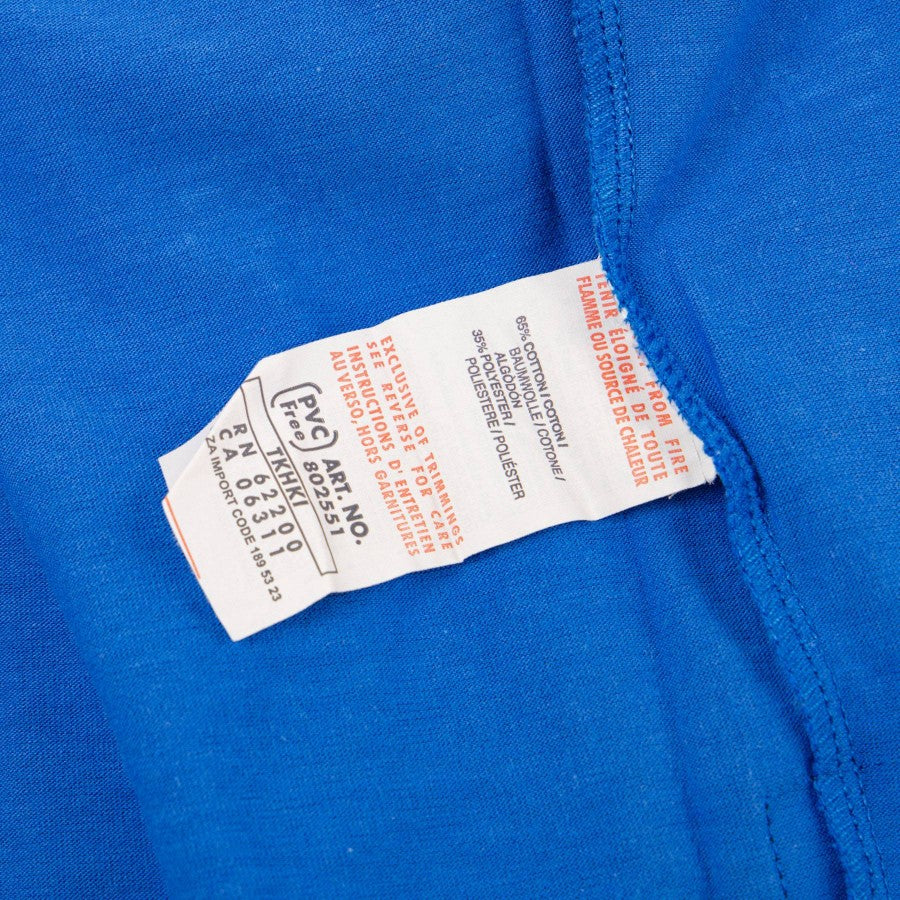 FROM FIRE
TENIR ÉLOIGNÉ DE TOUTE
FLAMME OU SOURCE DE CHALEUR
65% COTTON / COTON /
BAUMWOLLE / COTONE /
ALGODÓN
35% POLYESTER /
POLIESTERE / POLIÉSTER
EXCLUSIVE OF TRIMMINGS
SEE REVERSE FOR CARE
INSTRUCTIONS D'ENTRETIEN
AU VERSO, HORS GARNITURES
PVC Free ART. NO.
802551
TKHKI
RN 62200
CA 06311
ZA IMPORT CODE 189 53 23